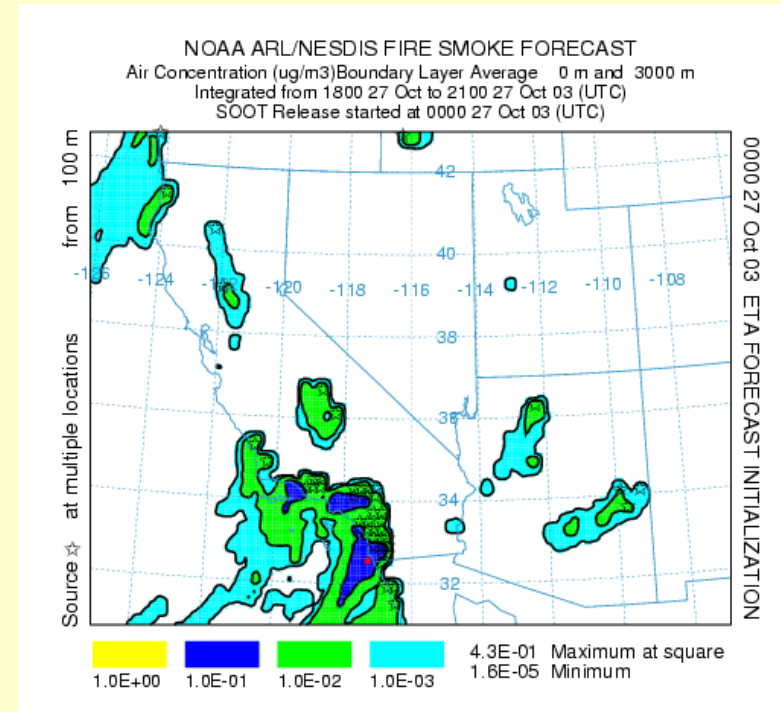 NOAA ARL/NESDIS FIRE SMOKE FORECAST
Air Concentration (ug/m3)Boundary Layer Average 0 m and 3000 m
Integrated from 1800 27 Oct to 2100 27 Oct 03 (UTC)
SOOT Release started at 0000 27 Oct 03 (UTC)
Source ☆ at multiple locations from 100 m
42
40
-126
-124
-120
-118
-116
-114
-112
-110
-108
38
36
34
32
0000 27 Oct 03 ETA FORECAST INITIALIZATION
4.3E-01 Maximum at square
1.6E-05 Minimum
1.0E+00 1.0E-01 1.0E-02 1.0E-03